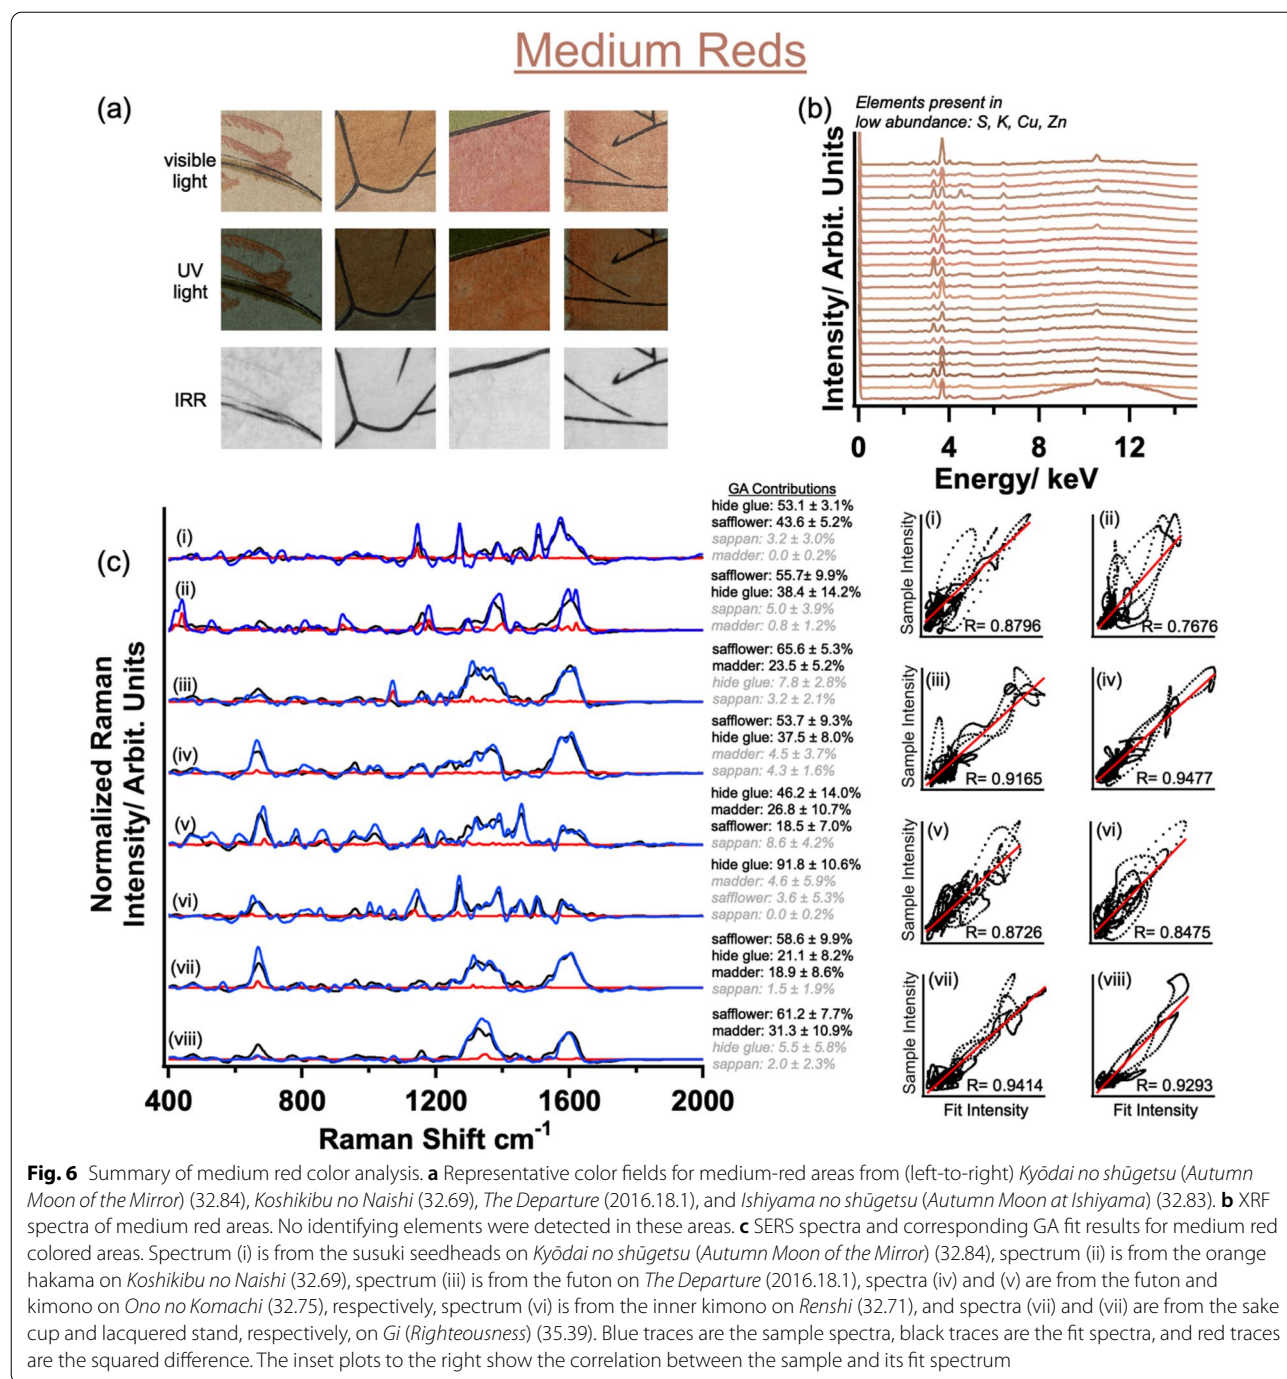 Medium Reds
(a)
visible
light
UV
light
IRR
(b)
Elements present in
low abundance: S, K, Cu, Zn
Intensity/ Arbit. Units
0 4 8 12
Energy/ keV
(c)
Normalized Raman
Intensity/ Arbit. Units
GA Contributions
(i)
hide glue: 53.1 ± 3.1%
safflower: 43.6 ± 5.2%
sappan: 3.2 ± 3.0%
madder: 0.0 ± 0.2%
(ii)
safflower: 55.7± 9.9%
hide glue: 38.4 ± 14.2%
sappan: 5.0 ± 3.9%
madder: 0.8 ± 1.2%
(iii)
safflower: 65.6 ± 5.3%
madder: 23.5 ± 5.2%
hide glue: 7.8 ± 2.8%
sappan: 3.2 ± 2.1%
(iv)
safflower: 53.7 ± 9.3%
hide glue: 37.5 ± 8.0%
madder: 4.5 ± 3.7%
sappan: 4.3 ± 1.6%
(v)
hide glue: 46.2 ± 14.0%
madder: 26.8 ± 10.7%
safflower: 18.5 ± 7.0%
sappan: 8.6 ± 4.2%
(vi)
hide glue: 91.8 ± 10.6%
madder: 4.6 ± 5.9%
safflower: 3.6 ± 5.3%
sappan: 0.0 ± 0.2%
(vii)
safflower: 58.6 ± 9.9%
hide glue: 21.1 ± 8.2%
madder: 18.9 ± 8.6%
sappan: 1.5 ± 1.9%
(viii)
safflower: 61.2 ± 7.7%
madder: 31.3 ± 10.9%
hide glue: 5.5 ± 5.8%
sappan: 2.0 ± 2.3%
400 800 1200 1600 2000
Raman Shift cm⁻¹
Sample Intensity
(i)
R= 0.8796
(ii)
R= 0.7676
Sample Intensity
(iii)
R= 0.9165
(iv)
R= 0.9477
Sample Intensity
(v)
R= 0.8726
(vi)
R= 0.8475
Sample Intensity
(vii)
R= 0.9414
(viii)
R= 0.9293
Fit Intensity
Fit Intensity
Fig. 6 Summary of medium red color analysis. a Representative color fields for medium-red areas from (left-to-right) Kyōdai no shūgetsu (Autumn
Moon of the Mirror) (32.84), Koshikibu no Naishi (32.69), The Departure (2016.18.1), and Ishiyama no shūgetsu (Autumn Moon at Ishiyama) (32.83). b XRF
spectra of medium red areas. No identifying elements were detected in these areas. c SERS spectra and corresponding GA fit results for medium red
colored areas. Spectrum (i) is from the susuki seedheads on Kyōdai no shūgetsu (Autumn Moon of the Mirror) (32.84), spectrum (ii) is from the orange
hakama on Koshikibu no Naishi (32.69), spectrum (iii) is from the futon on The Departure (2016.18.1), spectra (iv) and (v) are from the futon and
kimono on Ono no Komachi (32.75), respectively, spectrum (vi) is from the inner kimono on Renshi (32.71), and spectra (vii) and (vii) are from the sake
cup and lacquered stand, respectively, on Gi (Righteousness) (35.39). Blue traces are the sample spectra, black traces are the fit spectra, and red traces
are the squared difference. The inset plots to the right show the correlation between the sample and its fit spectrum